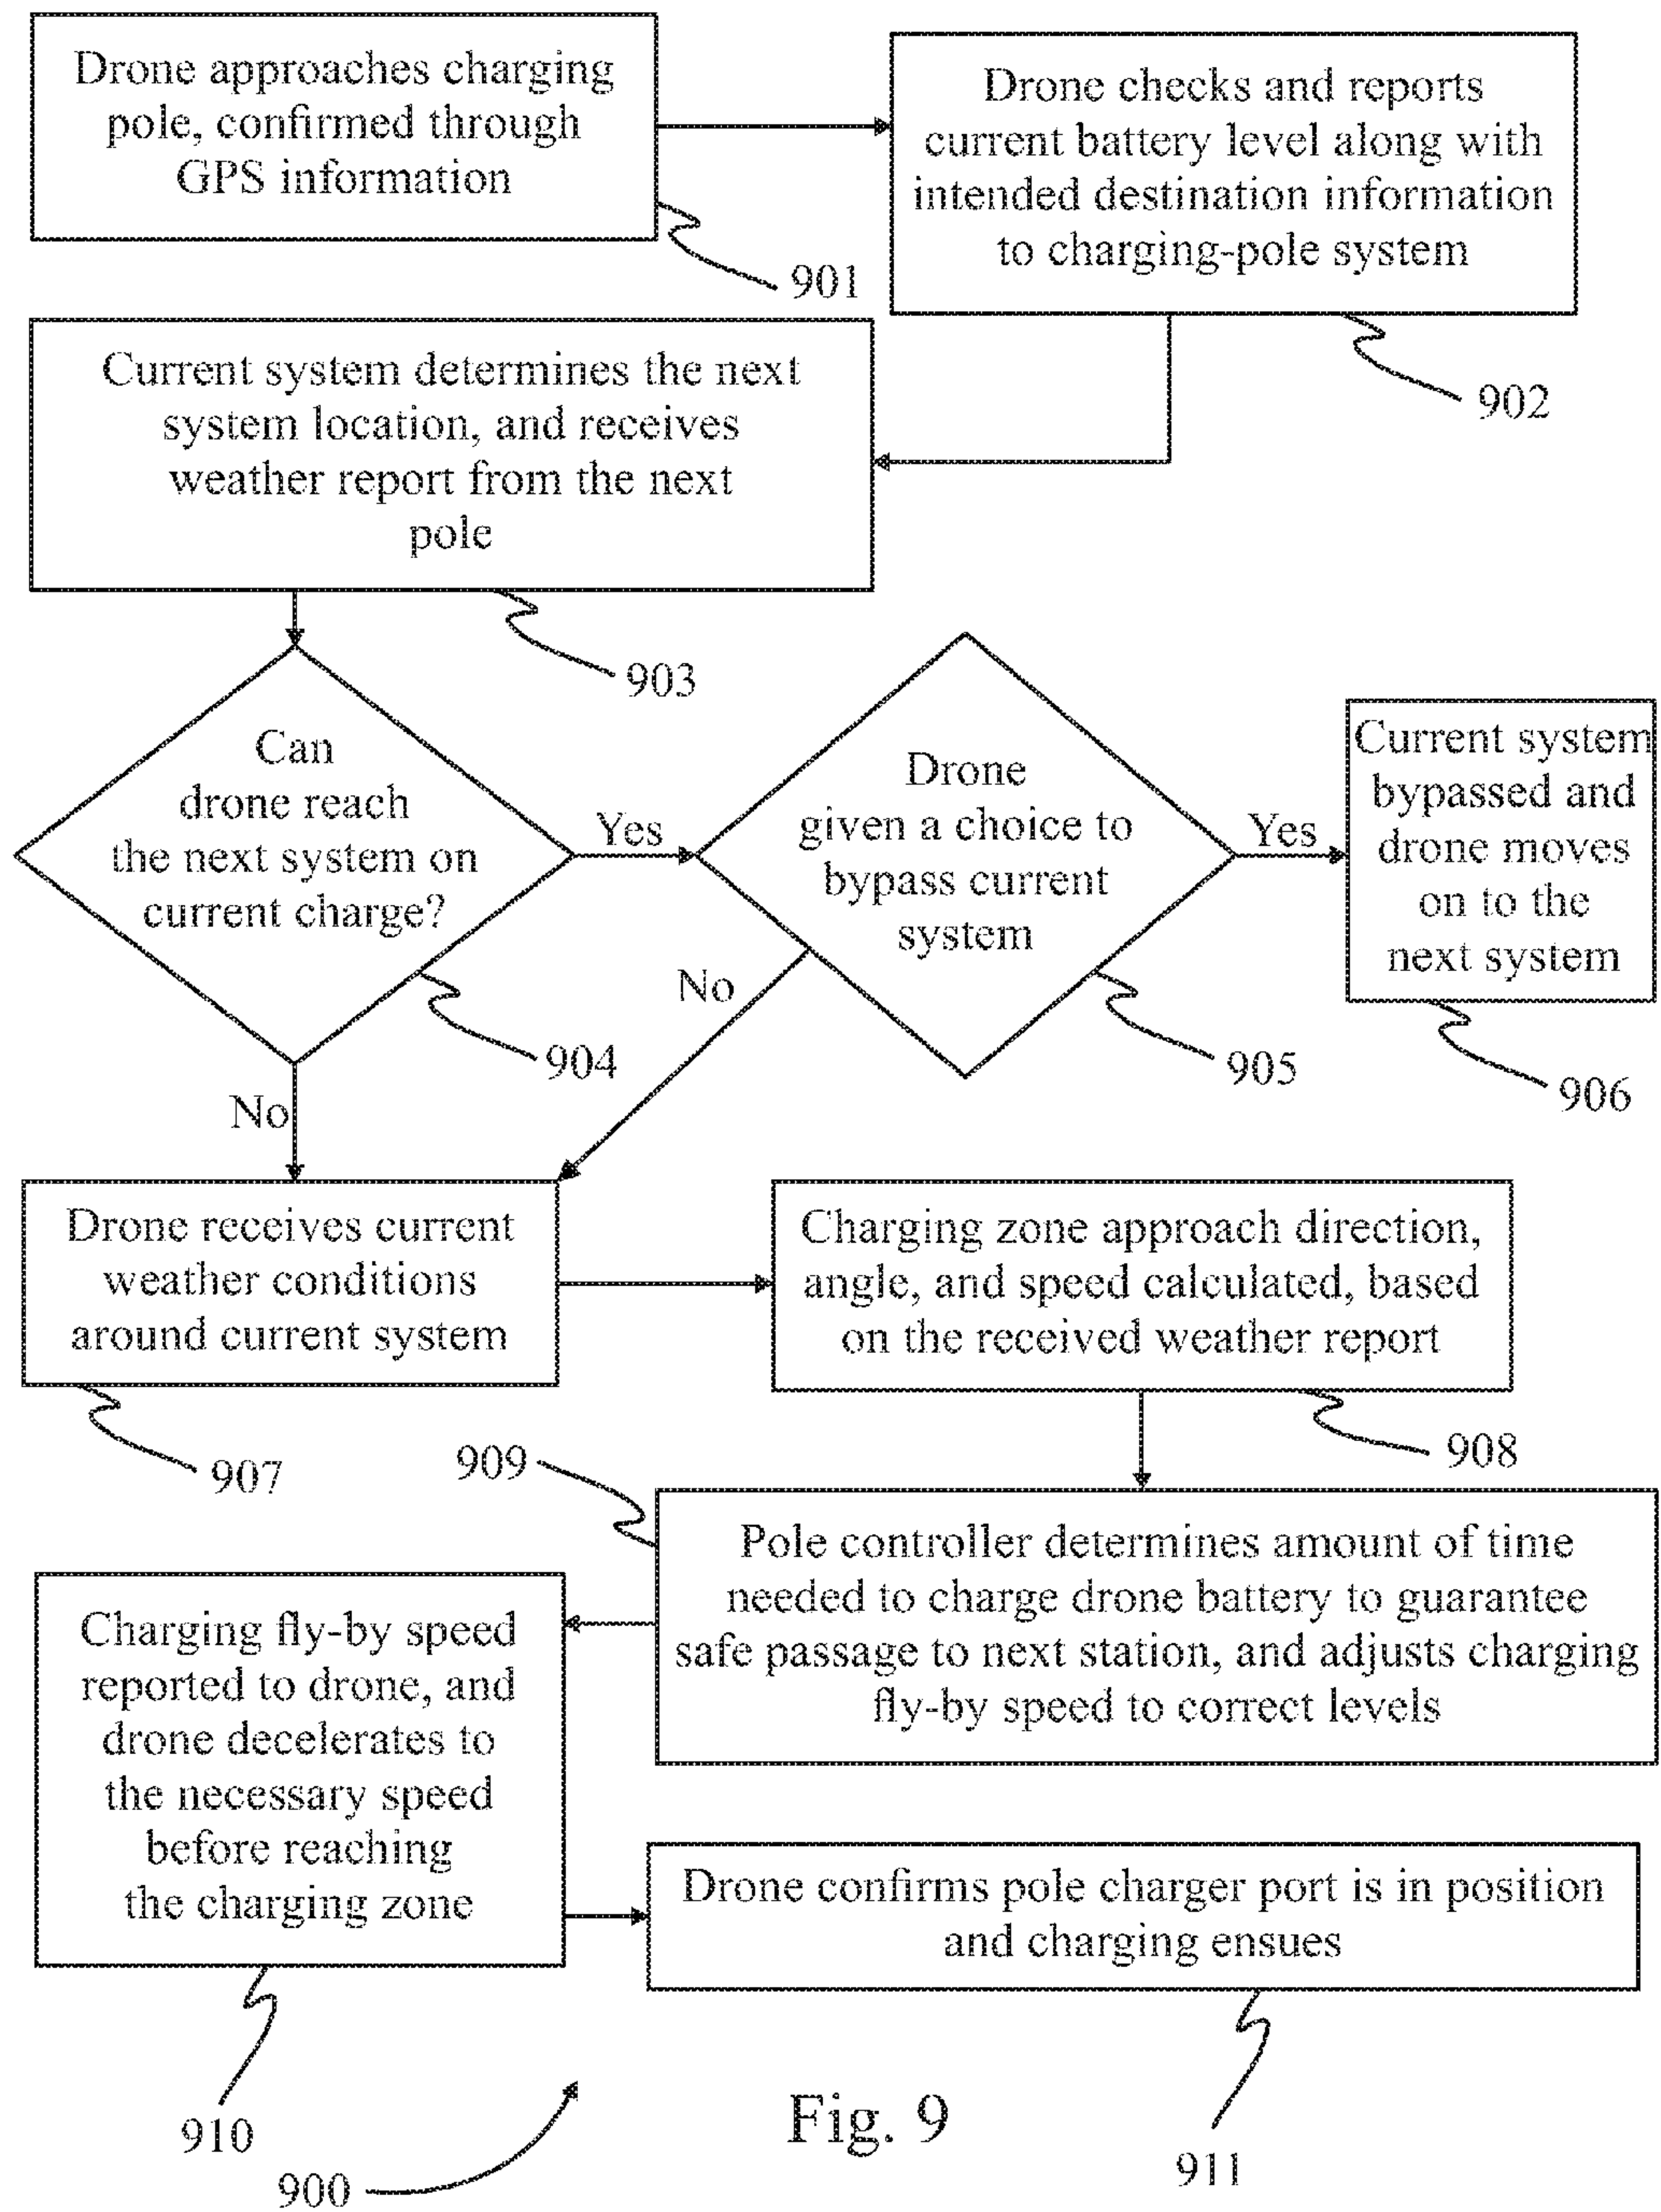 Drone approaches charging
pole, confirmed through
GPS information
901
Drone checks and reports
current battery level along with
intended destination information
to charging-pole system
902
Current system determines the next
system location, and receives
weather report from the next
pole
903
Can
drone reach
the next system on
current charge?
904
Yes
No
Drone
given a choice to
bypass current
system
905
Yes
No
Current system
bypassed and
drone moves
on to the
next system
906
Drone receives current
weather conditions
around current system
907
Charging zone approach direction,
angle, and speed calculated, based
on the received weather report
908
909
Pole controller determines amount of time
needed to charge drone battery to guarantee
safe passage to next station, and adjusts charging
fly-by speed to correct levels
Charging fly-by speed
reported to drone, and
drone decelerates to
the necessary speed
before reaching
the charging zone
910
Drone confirms pole charger port is in position
and charging ensues
911
900
Fig. 9